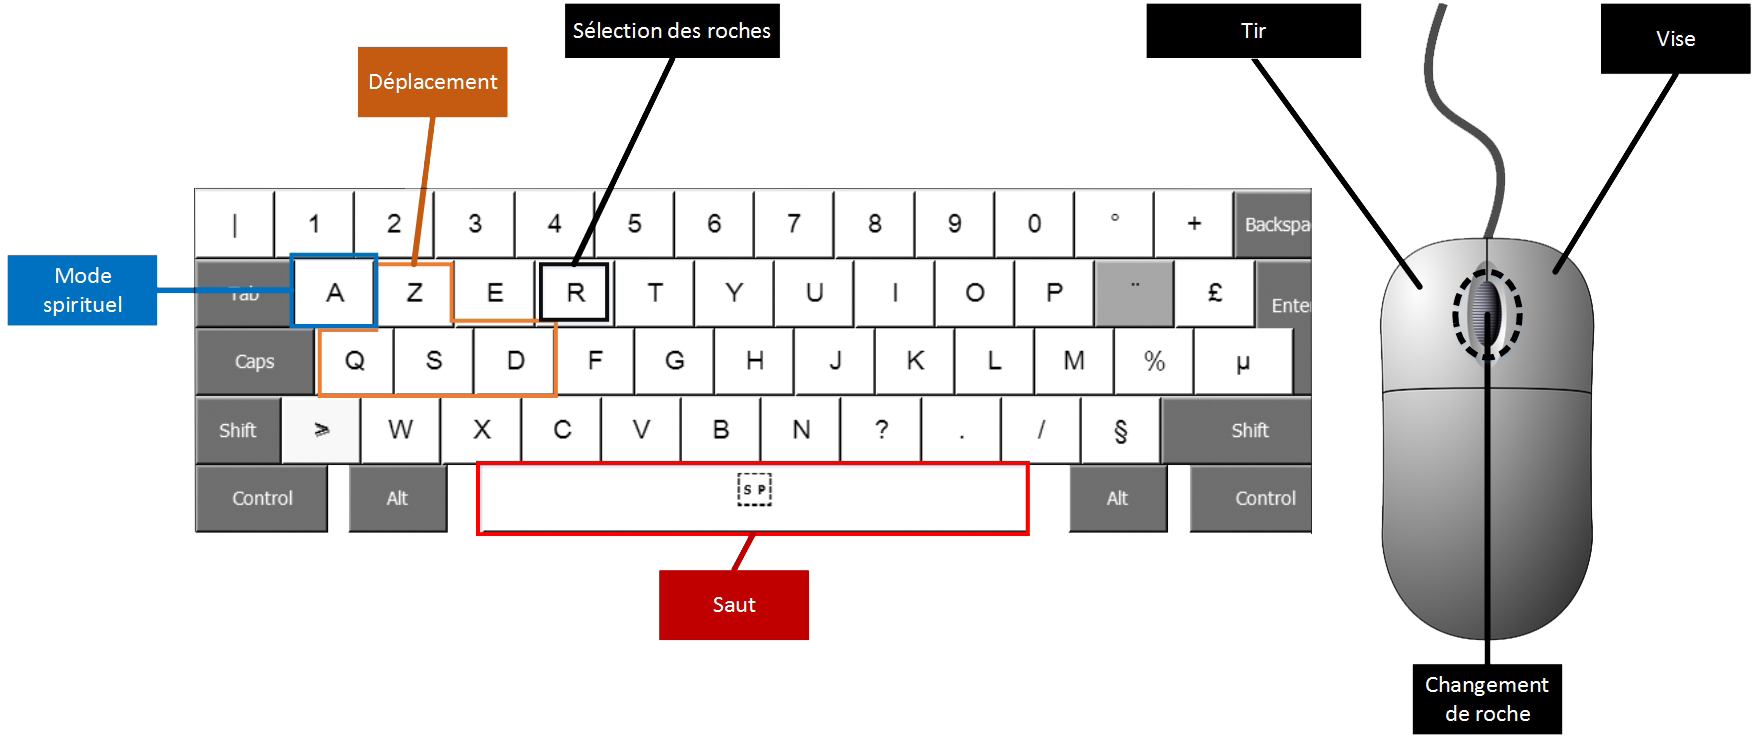 Sélection des roches
Tir
Vise
Déplacement
| 1 2 3 4 5 6 7 8 9 0 ° + Backspa
Mode
spirituel
Tab A Z E R T Y U I O P ¨ £ Enter
Caps Q S D F G H J K L M % µ
Shift ≥ W X C V B N ? . / § Shift
Control Alt SP Alt Control
Saut
Changement
de roche